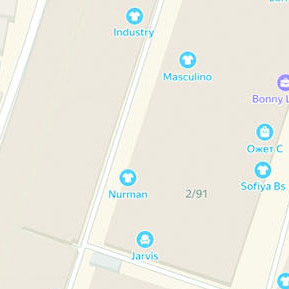 Industry
Masculino
Bonny L
Ожет С
Sofiya Bs
Nurman
2/91
Jarvis